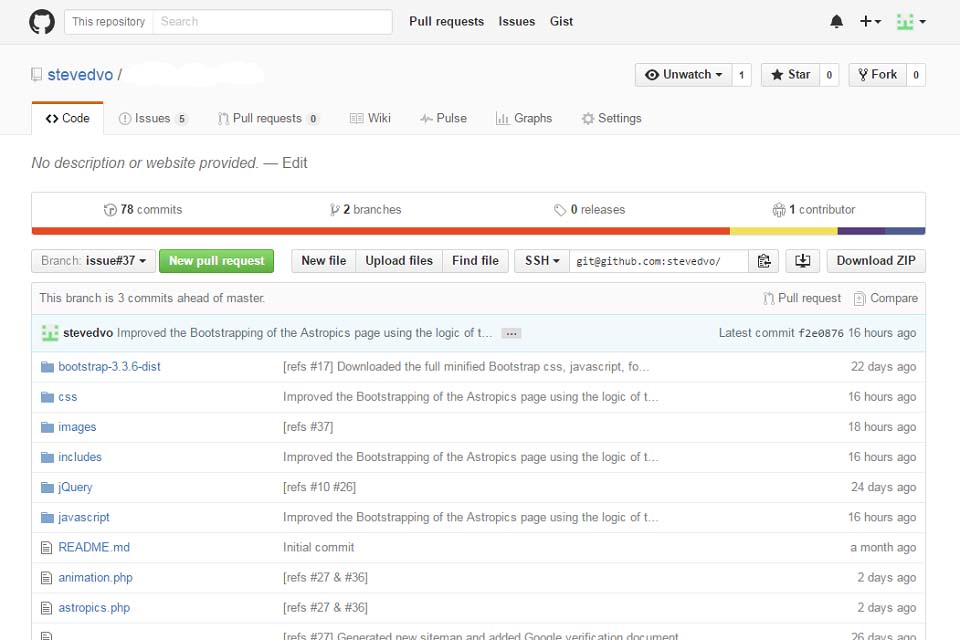 This repository Search Pull requests Issues Gist
stevedvo /
Unwatch 1 Star 0 Fork 0
Code Issues 5 Pull requests 0 Wiki Pulse Graphs Settings
No description or website provided. — Edit
78 commits 2 branches 0 releases 1 contributor
Branch: issue#37 New pull request New file Upload files Find file SSH git@github.com:stevedvo/ Download ZIP
This branch is 3 commits ahead of master. Pull request Compare
stevedvo Improved the Bootstrapping of the Astropics page using the logic of t… … Latest commit f2e0876 16 hours ago
bootstrap-3.3.6-dist [refs #17] Downloaded the full minified Bootstrap css, javascript, fo… 22 days ago
css Improved the Bootstrapping of the Astropics page using the logic of t… 16 hours ago
images [refs #37] 18 hours ago
includes Improved the Bootstrapping of the Astropics page using the logic of t… 16 hours ago
jQuery [refs #10 #26] 24 days ago
javascript Improved the Bootstrapping of the Astropics page using the logic of t… 16 hours ago
README.md Initial commit a month ago
animation.php [refs #27 & #36] 2 days ago
astropics.php [refs #27 & #36] 2 days ago
[refs #27] Generated new sitemap and added Google verification document 26 days ago